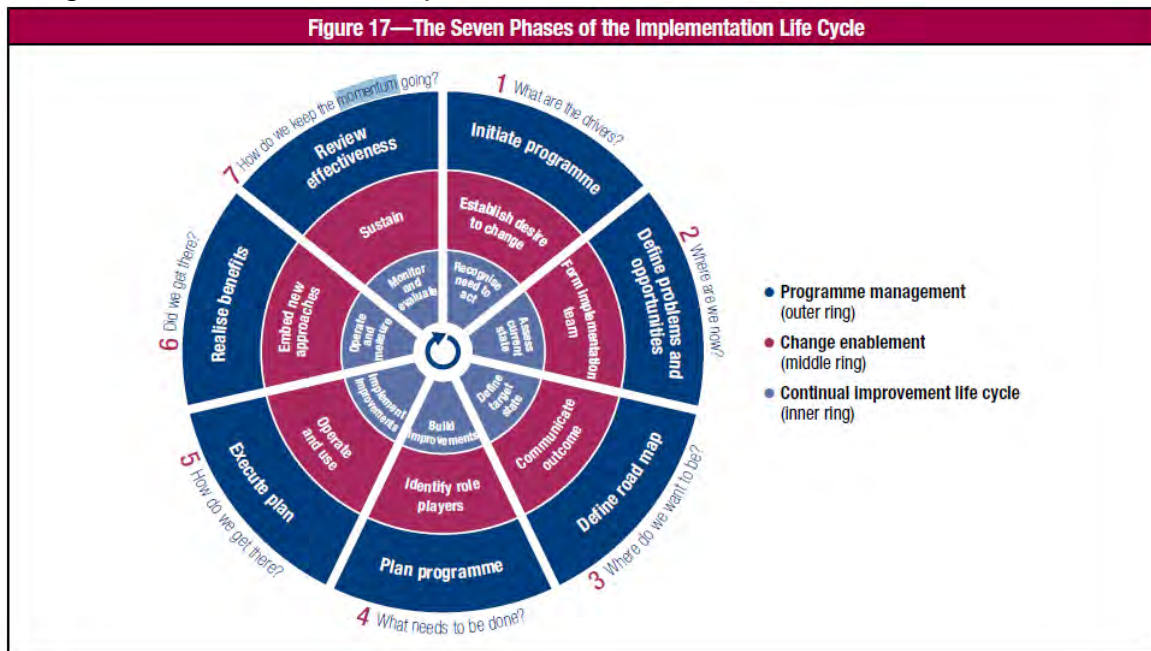 Figure 17—The Seven Phases of the Implementation Life Cycle
1 What are the drivers?
Initiate programme
Establish desire
to change
Recognise
need to
act
2 Where are we now?
Define problems and
opportunities
Form implementation
team
Assess
current
state
3 Where do we want to be?
Define road map
Communicate
outcome
Define
target
state
4 What needs to be done?
Plan programme
Identify role
players
Build
improvements
5 How do we get there?
Execute plan
Operate
and use
Implement
improvements
6 Did we get there?
Realise benefits
Embed new
approaches
Operate
and
measure
7 How do we keep the momentum going?
Review
effectiveness
Sustain
Monitor
and
evaluate
Programme management
(outer ring)
Change enablement
(middle ring)
Continual improvement life cycle
(inner ring)